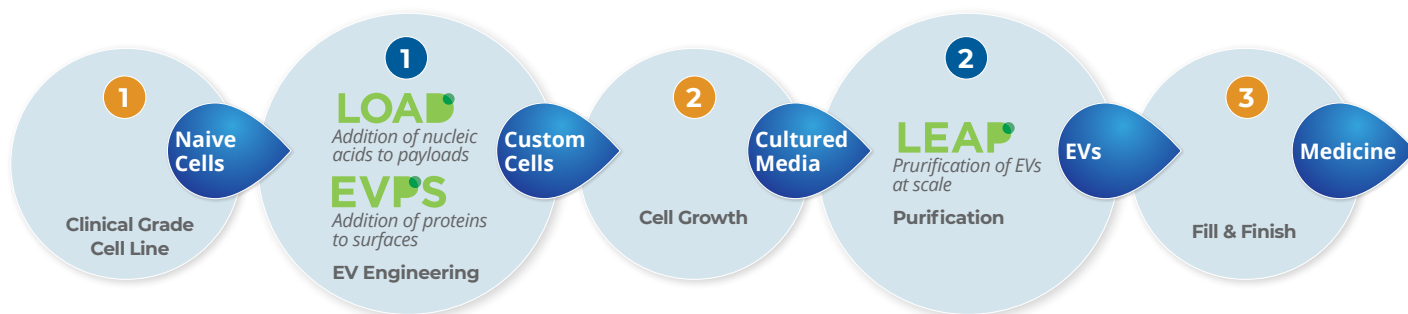 1
Naive
Cells
Clinical Grade
Cell Line
1
LOAD
Addition of nucleic
acids to payloads
EVPS
Addition of proteins
to surfaces
EV Engineering
Custom
Cells
2
Cell Growth
Cultured
Media
2
LEAP
Prurification of EVs
at scale
Purification
EVs
3
Fill & Finish
Medicine